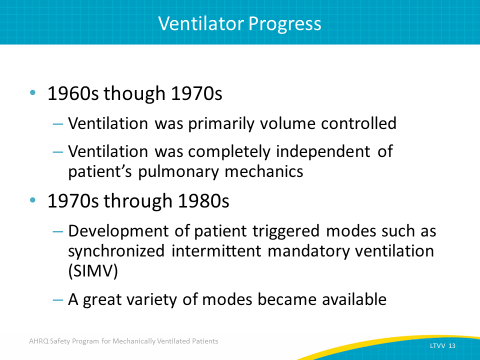 Ventilator Progress
• 1960s though 1970s
– Ventilation was primarily volume controlled
– Ventilation was completely independent of
patient’s pulmonary mechanics
• 1970s through 1980s
– Development of patient triggered modes such as
synchronized intermittent mandatory ventilation
(SIMV)
– A great variety of modes became available
AHRQ Safety Program for Mechanically Ventilated Patients
LTVV 13